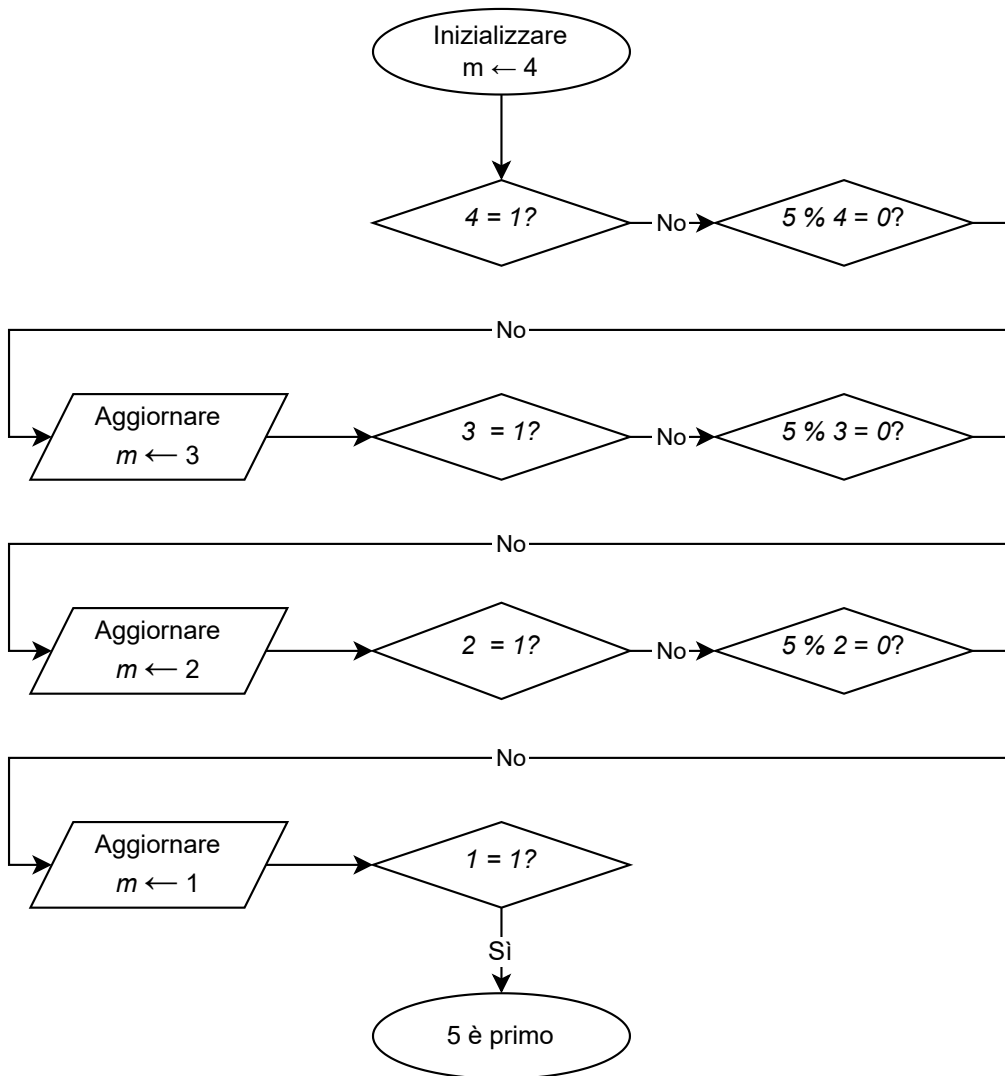 Inizializzare
m ← 4
4 = 1?
No
5 % 4 = 0?
No
Aggiornare
m ← 3
3 = 1?
No
5 % 3 = 0?
No
Aggiornare
m ← 2
2 = 1?
No
5 % 2 = 0?
No
Aggiornare
m ← 1
1 = 1?
Sì
5 è primo